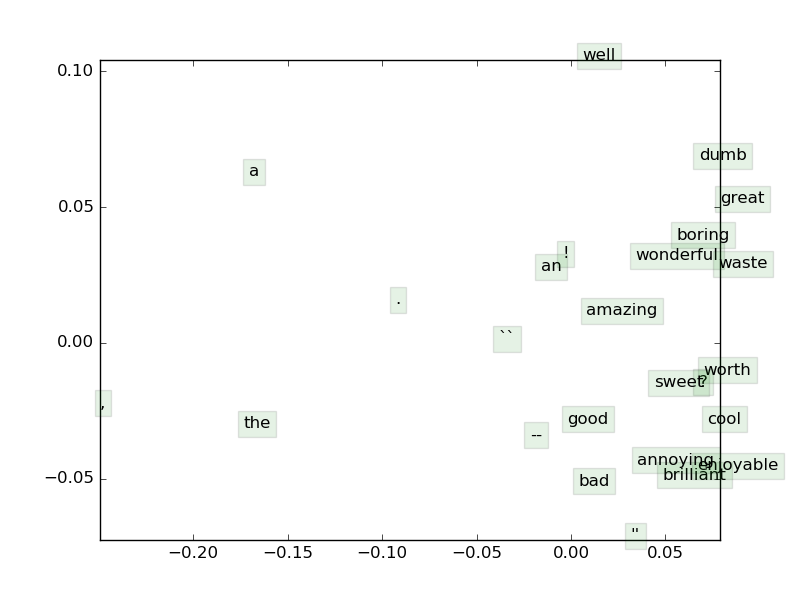 well
0.10
dumb
a
great
0.05
boring
!
wonderful
an
waste
.
amazing
0.00
``
worth
sweet
?
,
the
good
cool
--
annoying
enjoyable
−0.05
bad
brilliant
"
−0.20 −0.15 −0.10 −0.05 0.00 0.05